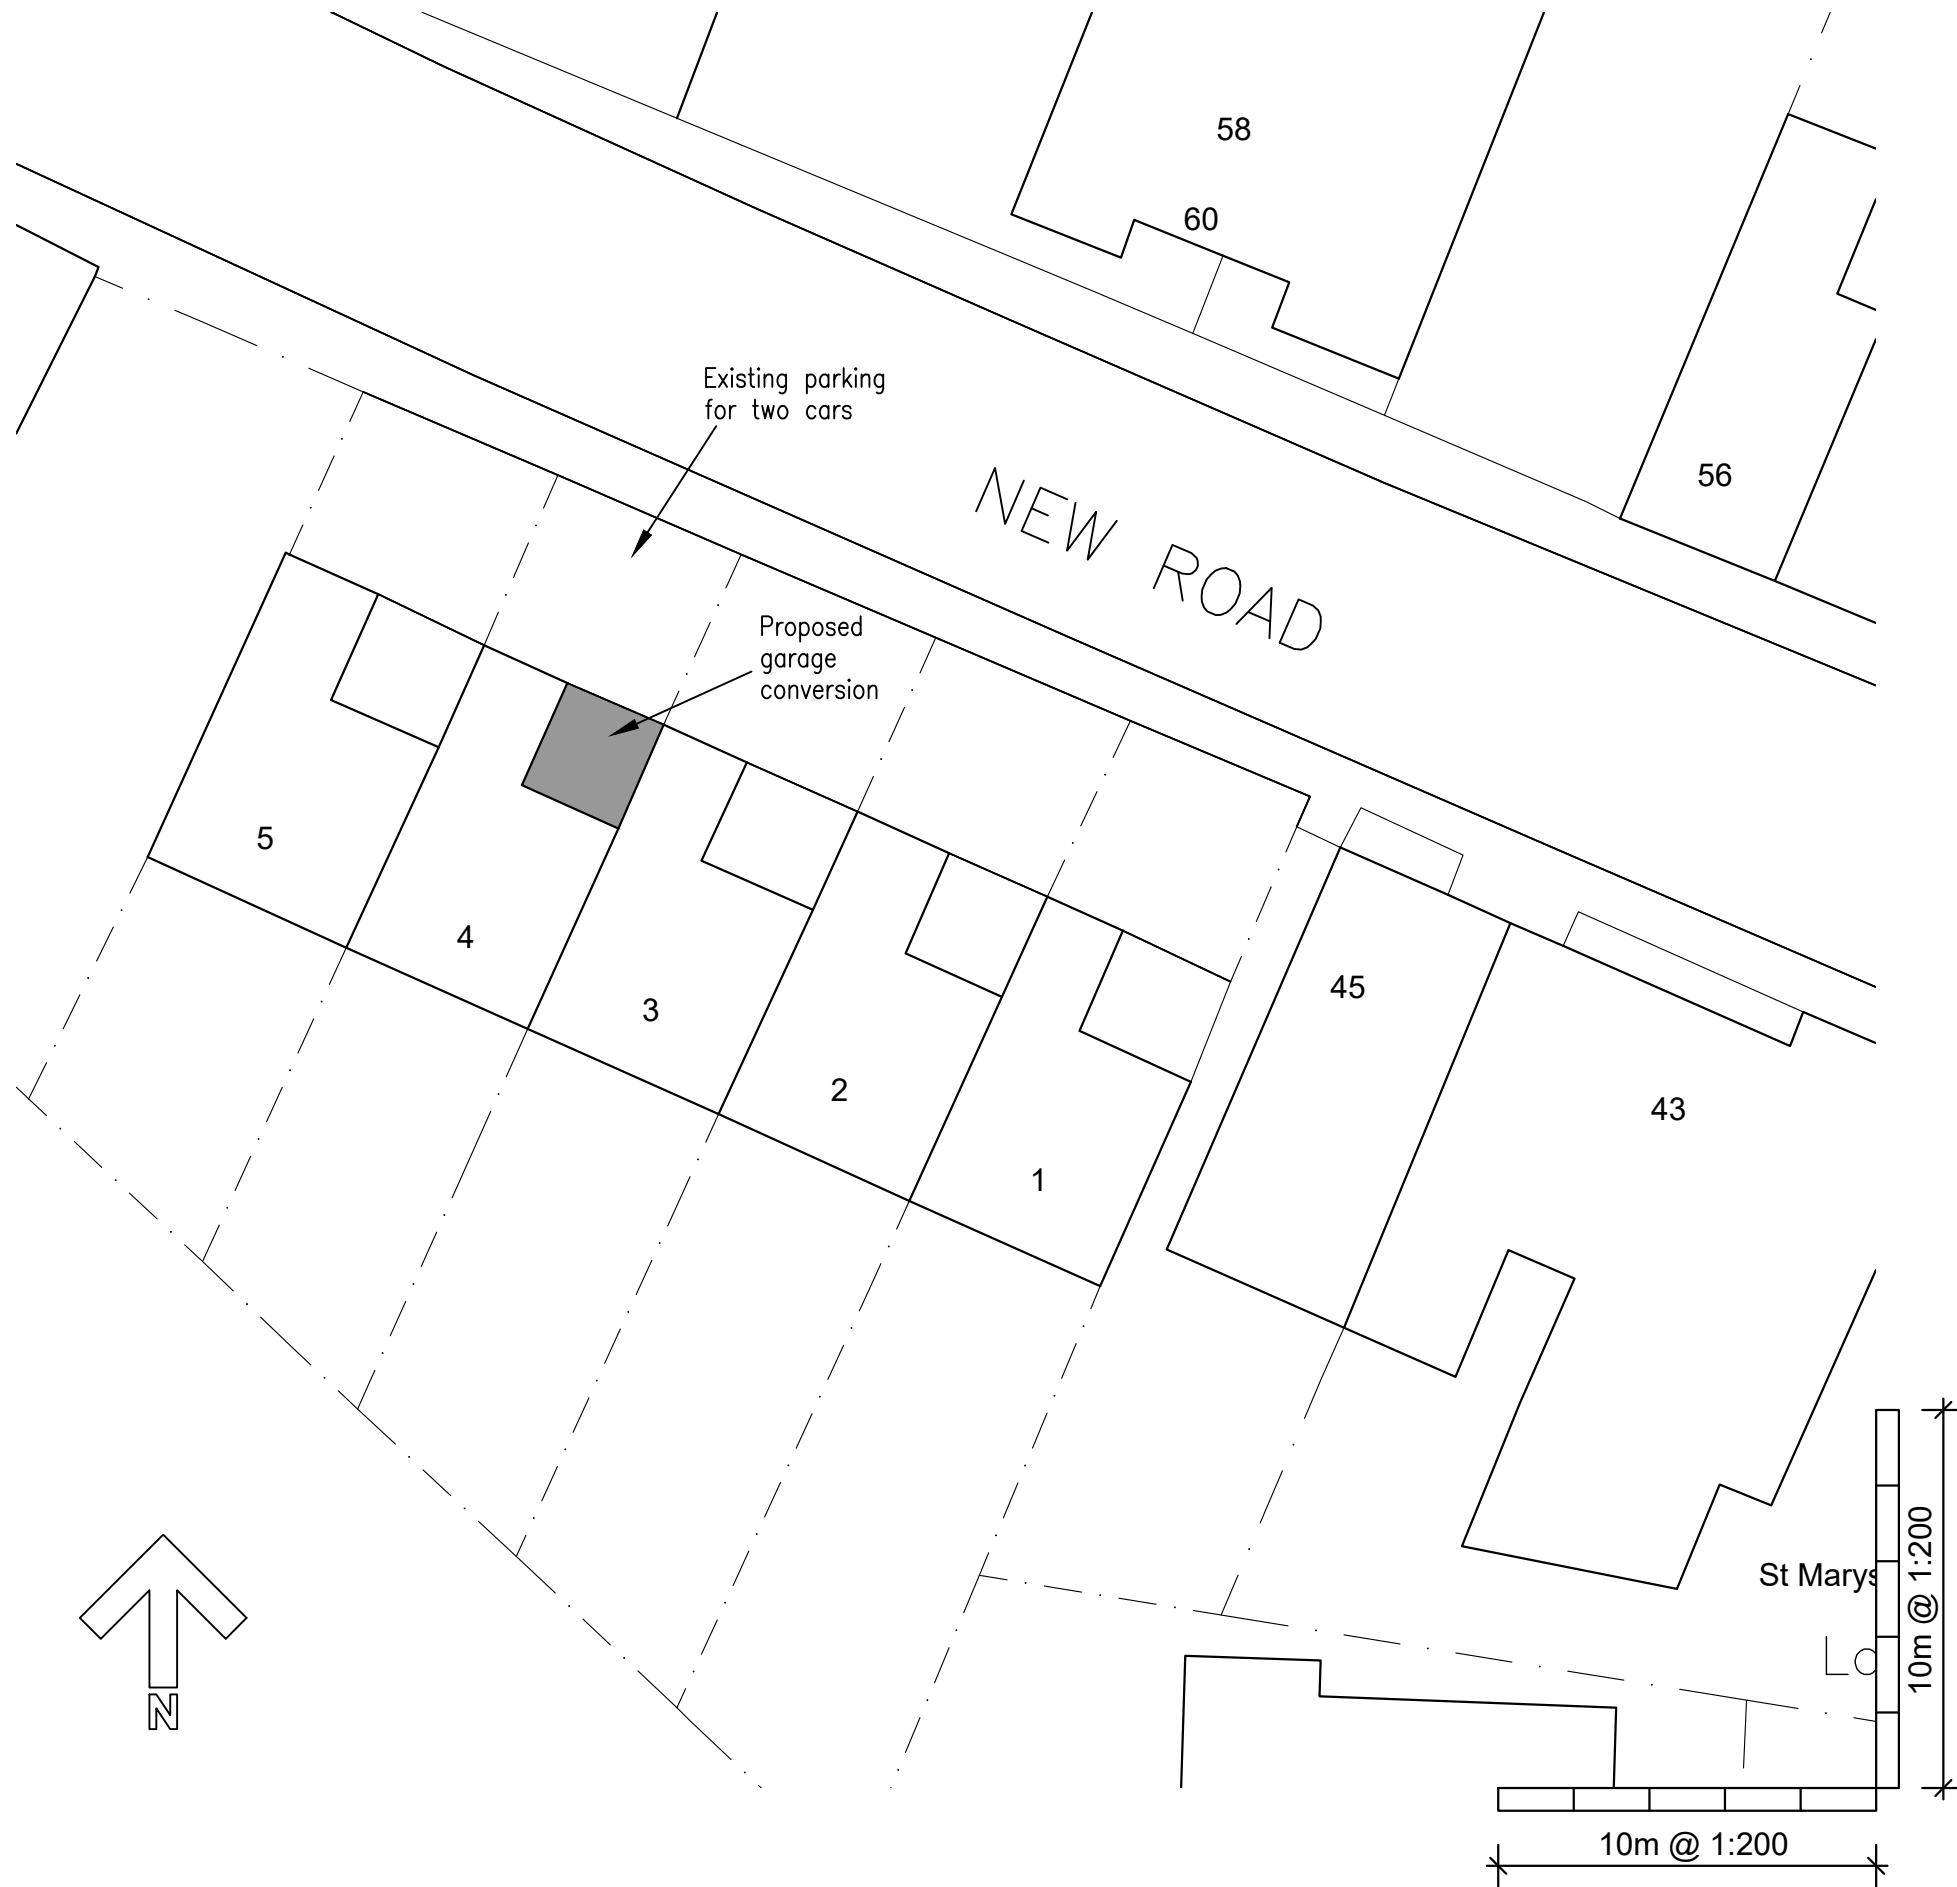 58
60
Existing parking
for two cars
56
NEW ROAD
Proposed
garage
conversion
5
4
45
3
2
43
1
St Marys
10m @ 1:200
N
10m @ 1:200